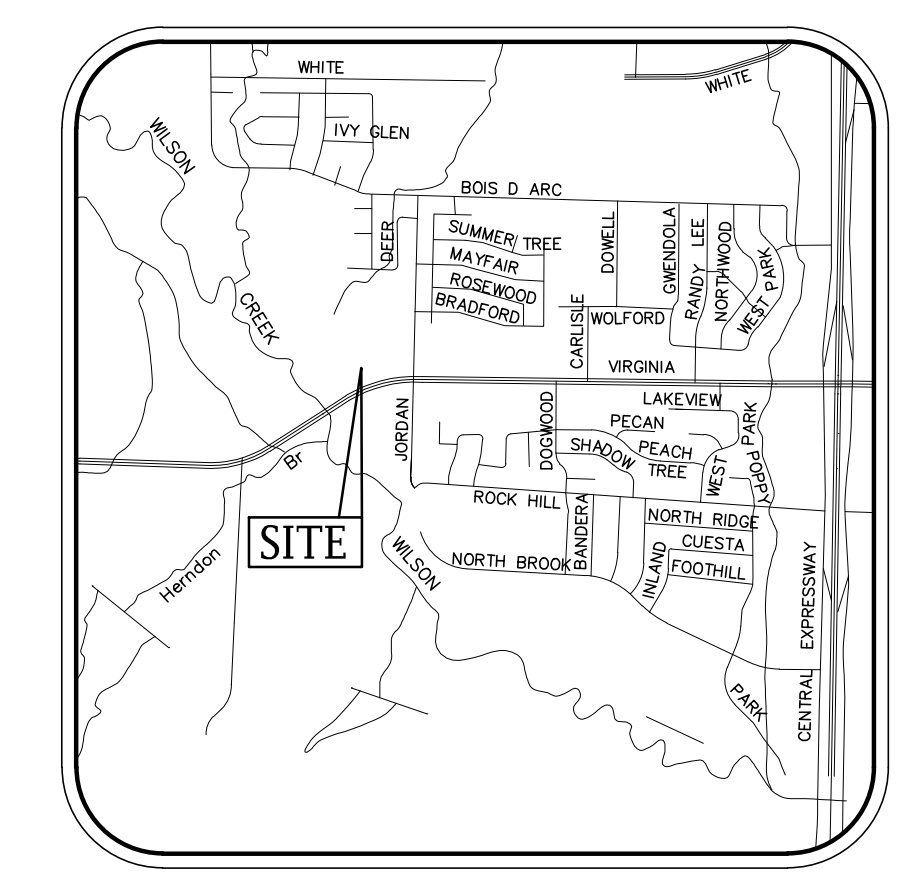 WHITE
WHITE
WILSON
IVY GLEN
BOIS D ARC
DEER
SUMMER TREE
MAYFAIR
ROSEWOOD
BRADFORD
DOWELL
GWENDOLA
RANDY LEE
NORTHWOOD
WEST PARK
CREEK
CARLISLE
WOLFORD
VIRGINIA
LAKEVIEW
JORDAN
DOGWOOD
PECAN
SHADOW
PEACH
TREE
WEST PARK
POPPY
Br
ROCK HILL
BANDERA
NORTH RIDGE
SITE
CUESTA
WILSON
NORTH BROOK
INLAND
FOOTHILL
Herndon
CENTRAL EXPRESSWAY
PARK